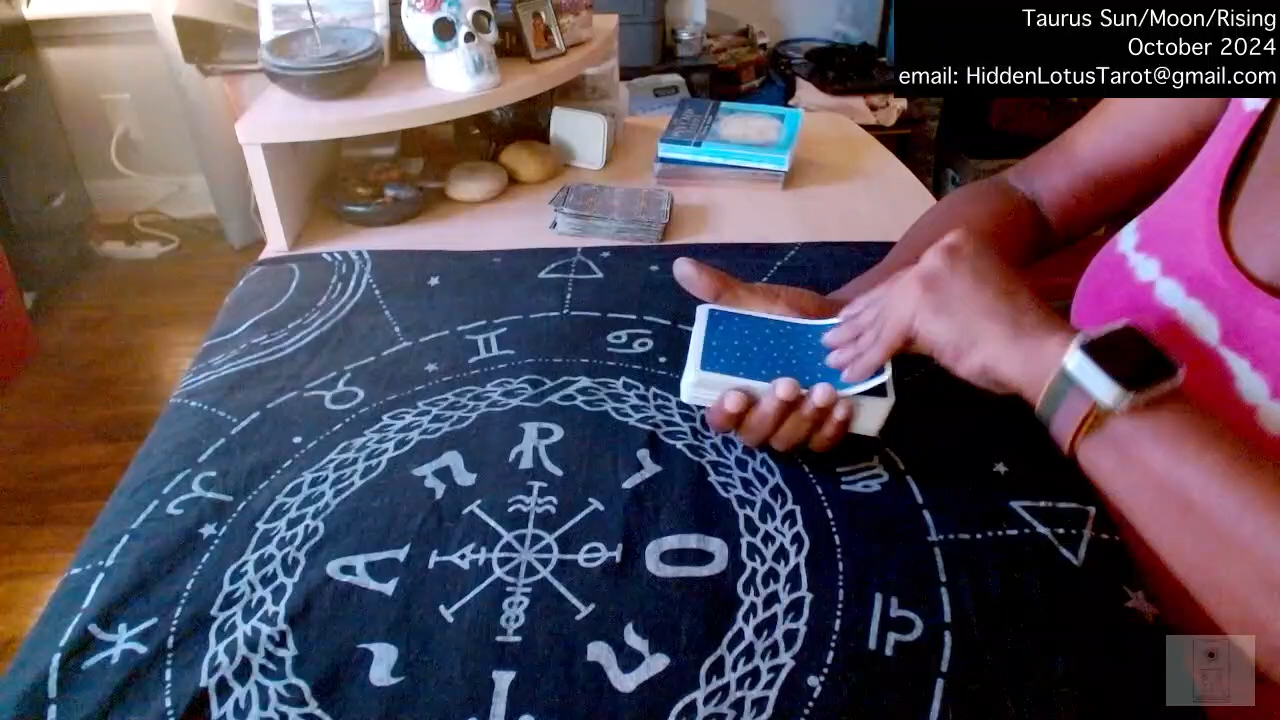 Taurus Sun/Moon/Rising
October 2024
email: HiddenLotusTarot@gmail.com
R
A
O